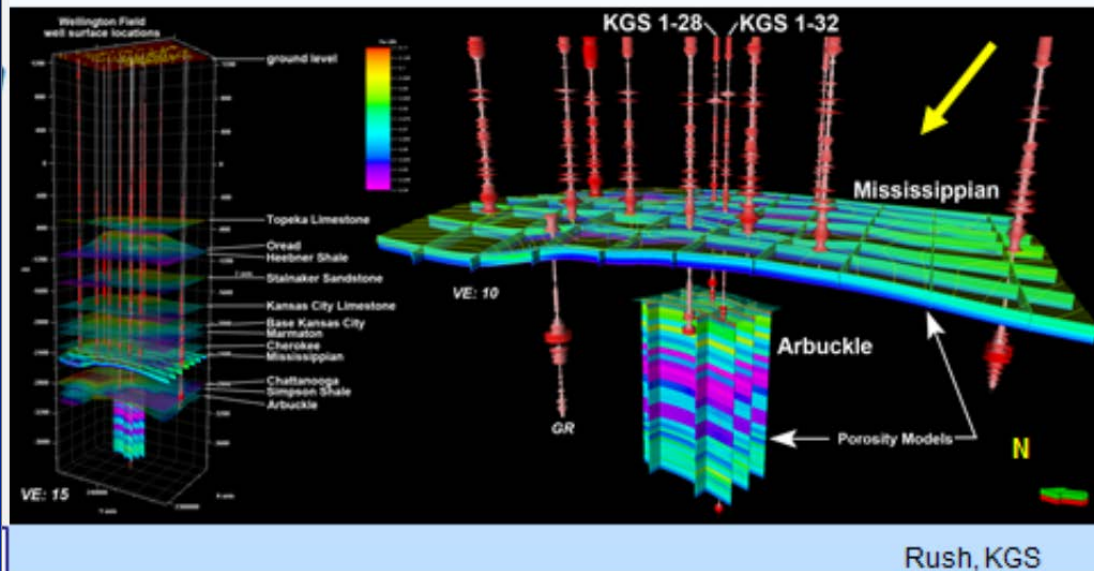 Wellington Field
well surface locations
ground level
Topeka Limestone
Oread
Heebner Shale
Stalnaker Sandstone
Kansas City Limestone
Base Kansas City
Marmaton
Cherokee
Mississippian
Chattanooga
Simpson Shale
Arbuckle
VE: 15
KGS 1-28
KGS 1-32
Mississippian
VE: 10
Arbuckle
GR
Porosity Models
N
Rush, KGS